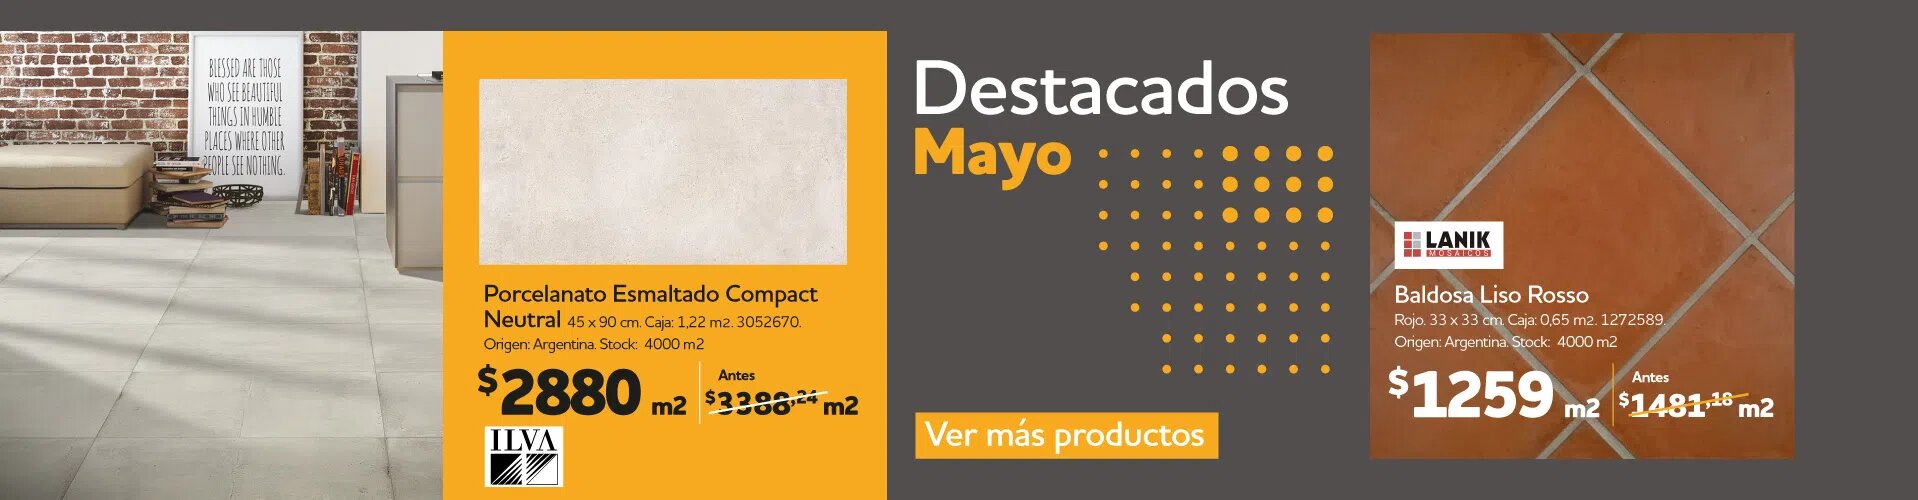 BLESSED ARE THOSE
WHO SEE BEAUTIFUL
THINGS IN HUMBLE
PLACES WHERE OTHER
PEOPLE SEE NOTHING.
Porcelanato Esmaltado Compact
Neutral 45 x 90 cm. Caja: 1,22 m2. 3052670.
Origen: Argentina. Stock: 4000 m2
$2880 m2
Antes
$3388,24 m2
ILVA
Destacados
Mayo
Ver más productos
LANIK
MOSAICOS
Baldosa Liso Rosso
Rojo. 33 x 33 cm. Caja: 0,65 m2. 1272589.
Origen: Argentina. Stock: 4000 m2
$1259 m2
Antes
$1481,18 m2